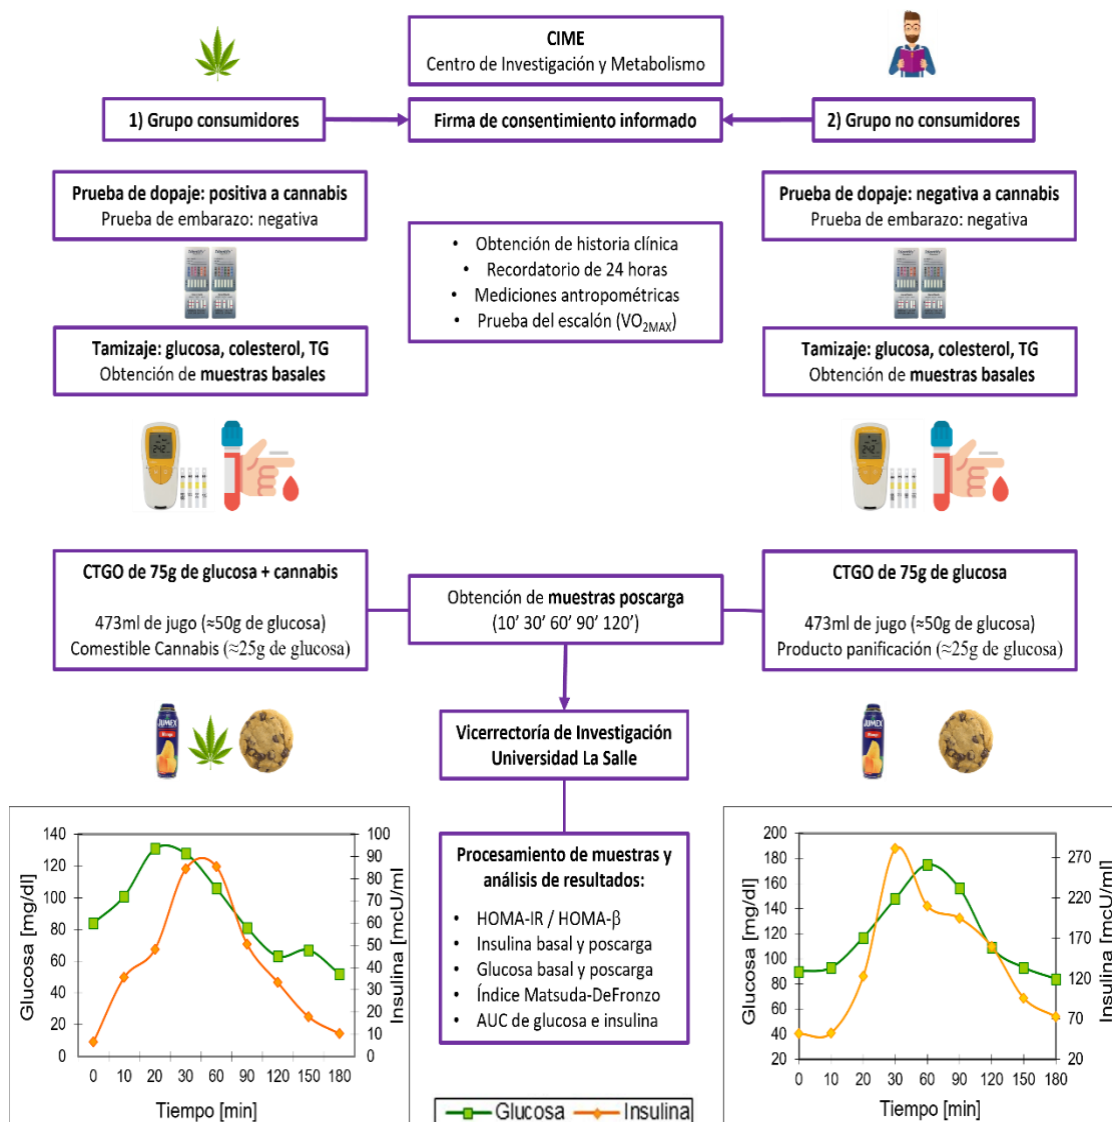 CIME
Centro de Investigación y Metabolismo
1) Grupo consumidores
Firma de consentimiento informado
2) Grupo no consumidores
Prueba de dopaje: positiva a cannabis
Prueba de embarazo: negativa
Prueba de dopaje: negativa a cannabis
Prueba de embarazo: negativa
• Obtención de historia clínica
• Recordatorio de 24 horas
• Mediciones antropométricas
• Prueba del escalón (VO2MAX)
Tamizaje: glucosa, colesterol, TG
Obtención de muestras basales
Tamizaje: glucosa, colesterol, TG
Obtención de muestras basales
CTGO de 75g de glucosa + cannabis
473ml de jugo (≈50g de glucosa)
Comestible Cannabis (≈25g de glucosa)
Obtención de muestras poscarga
(10’ 30’ 60’ 90’ 120’)
CTGO de 75g de glucosa
473ml de jugo (≈50g de glucosa)
Producto panificación (≈25g de glucosa)
JUMEX
JUMEX
Vicerrectoría de Investigación
Universidad La Salle
Procesamiento de muestras y
análisis de resultados:
• HOMA-IR / HOMA-β
• Insulina basal y poscarga
• Glucosa basal y poscarga
• Índice Matsuda-DeFronzo
• AUC de glucosa e insulina
Glucosa [mg/dl]
140
120
100
80
60
40
20
0
100
90
80
70
60
50
40
30
20
10
0
Insulina [mcU/ml]
0 10 20 30 60 90 120 150 180
Tiempo [min]
Glucosa [mg/dl]
200
180
160
140
120
100
80
60
40
20
270
220
170
120
70
20
Insulina [mcU/ml]
0 10 20 30 60 90 120 150 180
Tiempo [min]
Glucosa Insulina